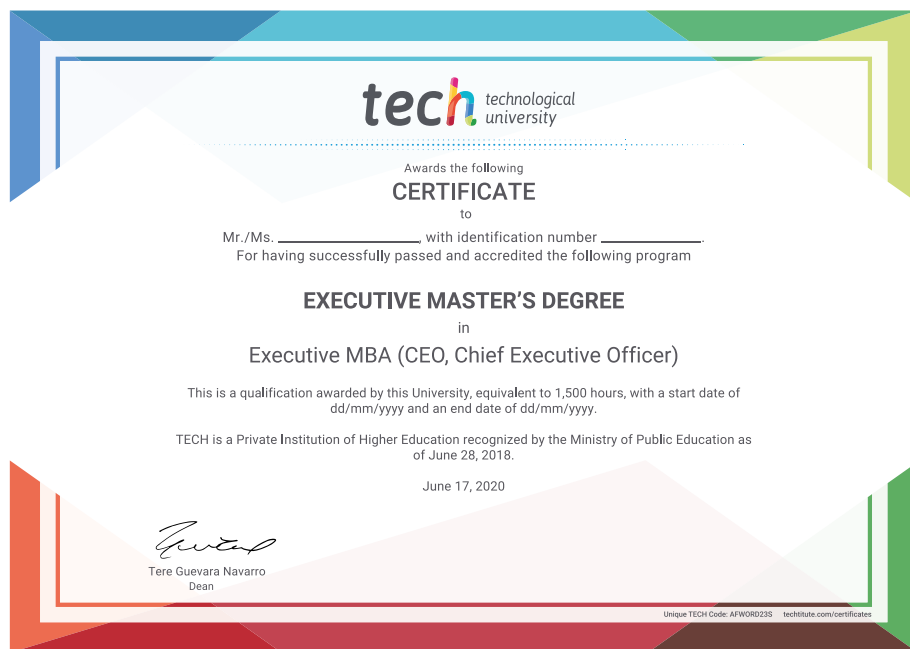 tech technological
university
Awards the following
CERTIFICATE
to
Mr./Ms. ____________, with identification number _________.
For having successfully passed and accredited the following program
EXECUTIVE MASTER’S DEGREE
in
Executive MBA (CEO, Chief Executive Officer)
This is a qualification awarded by this University, equivalent to 1,500 hours, with a start date of
dd/mm/yyyy and an end date of dd/mm/yyyy.
TECH is a Private Institution of Higher Education recognized by the Ministry of Public Education as
of June 28, 2018.
June 17, 2020
Tere Guevara Navarro
Dean
Unique TECH Code: AFWORD23S techtitute.com/certificates